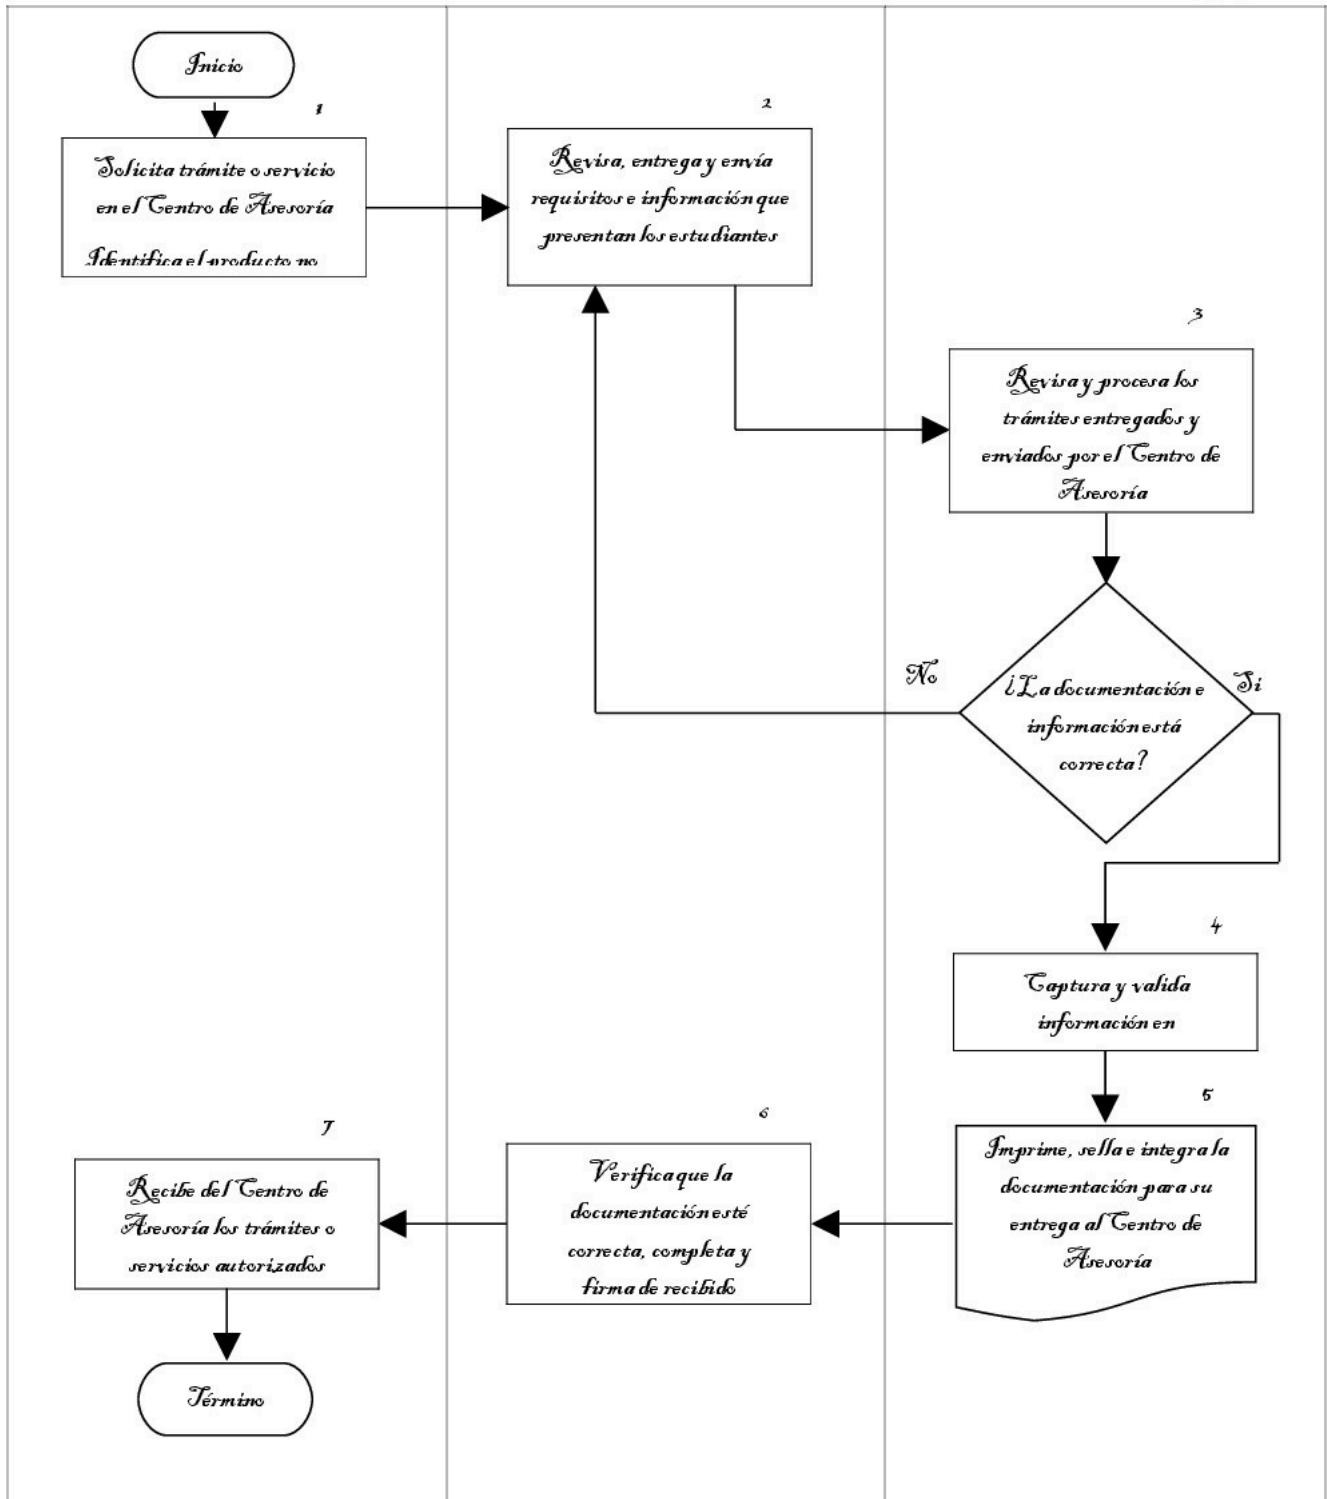 Inicio
1
Solicita trámite o servicio
en el Centro de Asesoría
Identifica el producto no
2
Revisa, entrega y envía
requisitos e información que
presentan los estudiantes
3
Revisa y procesa los
trámites entregados y
enviados por el Centro de
Asesoría
No
¿La documentación e
información está
correcta?
Si
4
Captura y valida
información en
5
Imprime, sella e integra la
documentación para su
entrega al Centro de
Asesoría
6
Verifica que la
documentación esté
correcta, completa y
firma de recibido
7
Recibe del Centro de
Asesoría los trámites o
servicios autorizados
Término